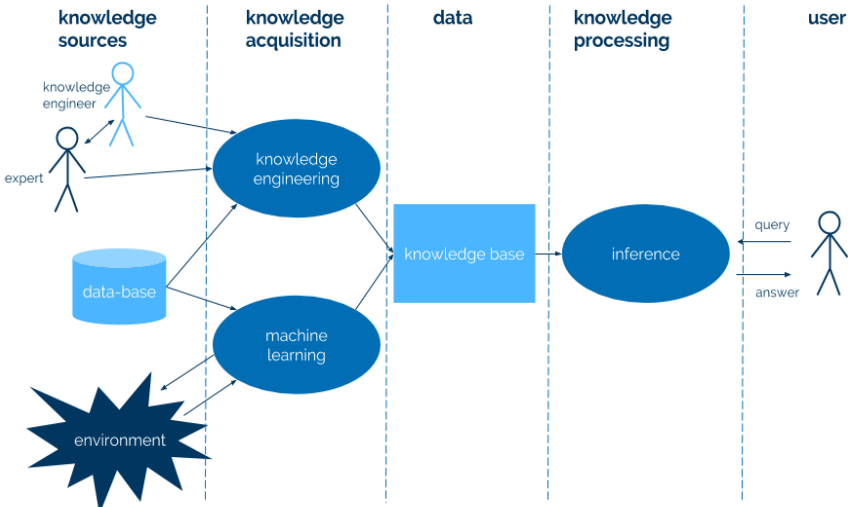 knowledge
sources
knowledge
acquisition
data
knowledge
processing
user
knowledge
engineer
expert
knowledge
engineering
data-base
machine
learning
environment
knowledge base
inference
query
answer